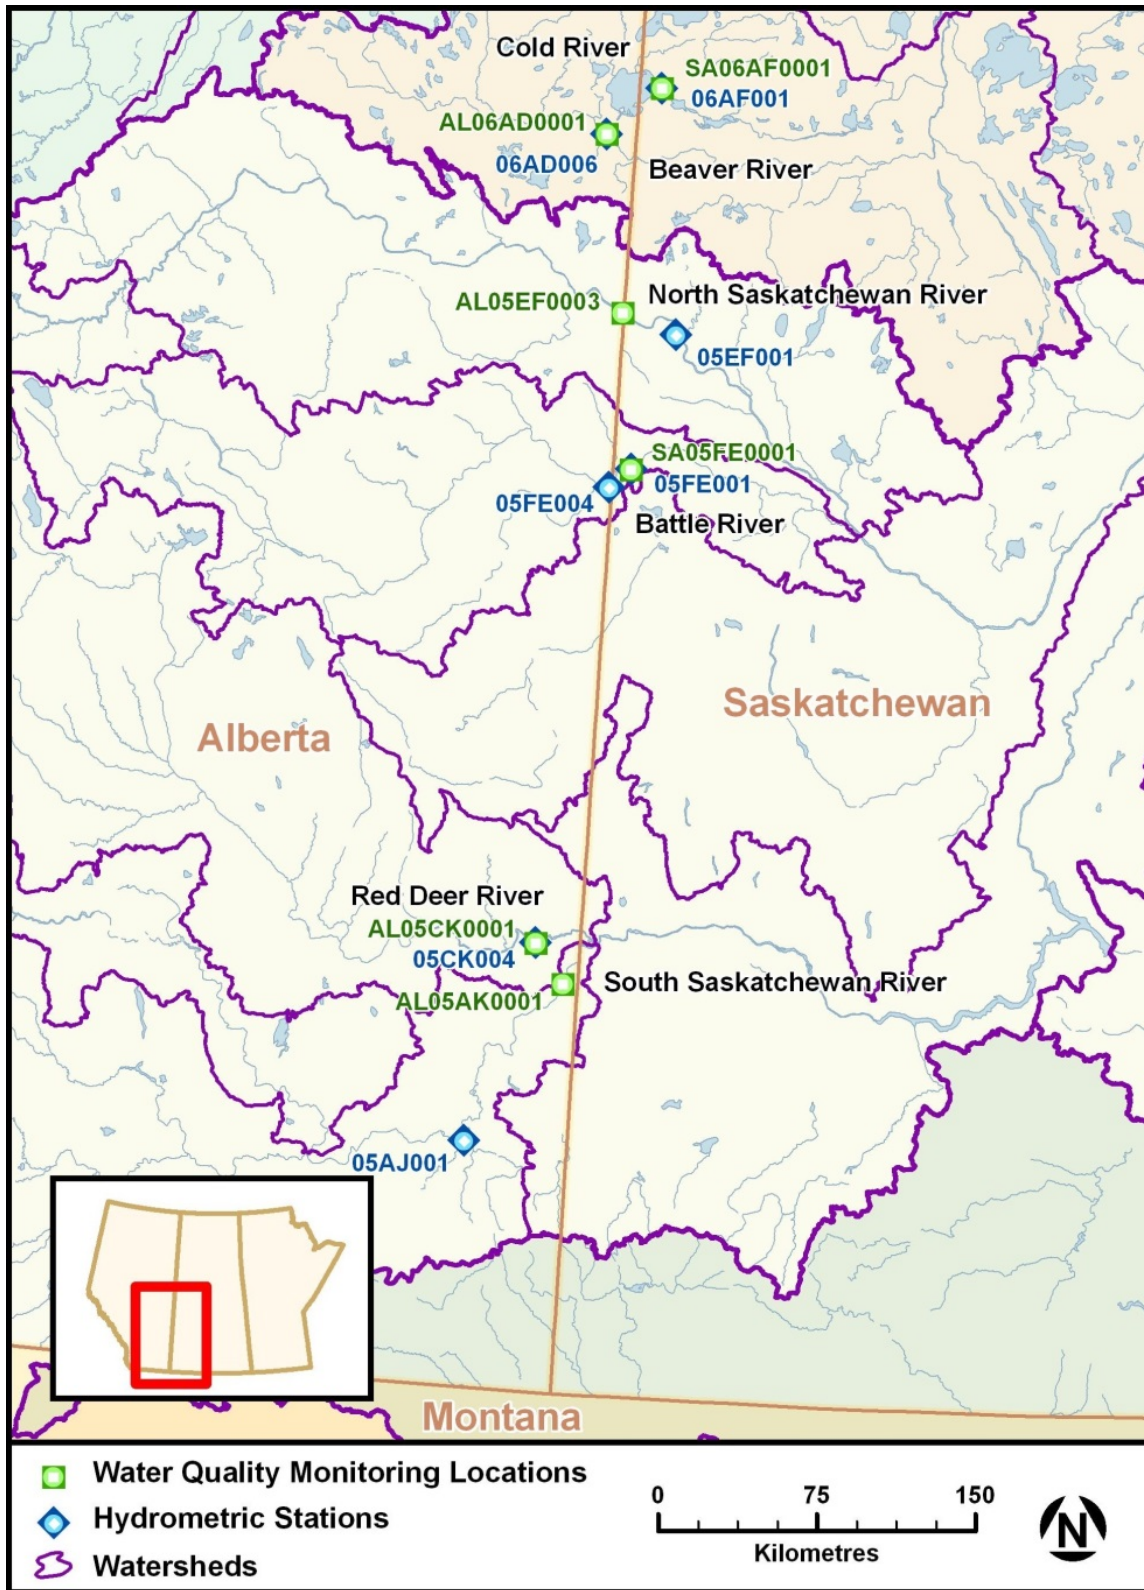 Cold River
SA06AF0001
06AF001
AL06AD0001
06AD006
Beaver River
AL05EF0003
North Saskatchewan River
05EF001
SA05FE0001
05FE001
05FE004
Battle River
Saskatchewan
Alberta
Red Deer River
AL05CK0001
05CK004
South Saskatchewan River
AL05AK0001
05AJ001
Montana
Water Quality Monitoring Locations
Hydrometric Stations
Watersheds
0 75 150
Kilometres
N